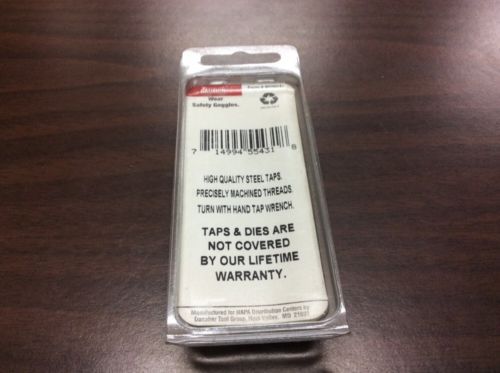 Wear
Safety Goggles.
7 14994 55431 8
HIGH QUALITY STEEL TAPS.
PRECISELY MACHINED THREADS.
TURN WITH HAND TAP WRENCH.
TAPS & DIES ARE
NOT COVERED
BY OUR LIFETIME
WARRANTY.
Manufactured for NAPA Distribution Centers by
Danaher Tool Group, Hunt Valley, MD 21031